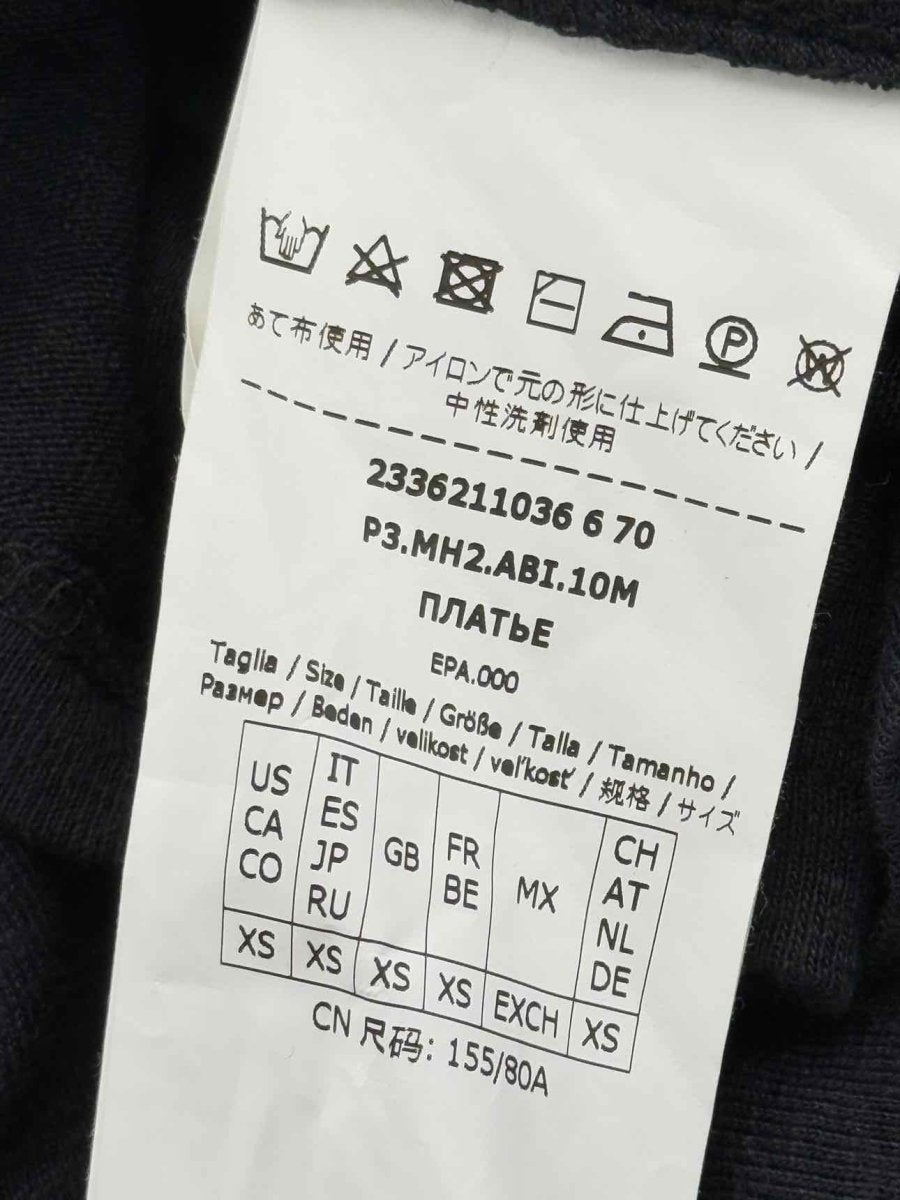 P
W
あて布使用 / アイロンで元の形に仕上げてください /
中性洗剤使用
2336211036 6 70
P3.MH2.ABI.10M
ПЛАТЬЕ
EPA.000
Taglia / Size / Taille / Größe / Talla / Tamanho /
Размер / Beden / velikost / veľkosť / 规格 / サイズ
US CA CO IT ES JP RU GB FR BE MX CH AT NL DE
XS XS XS XS EXCH XS
CN 尺码: 155/80A